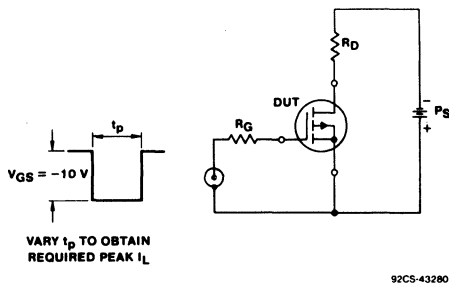 tp
VGS = −10 V
VARY tp TO OBTAIN
REQUIRED PEAK IL
RD
DUT
RG
−
PS
+
92CS-43280